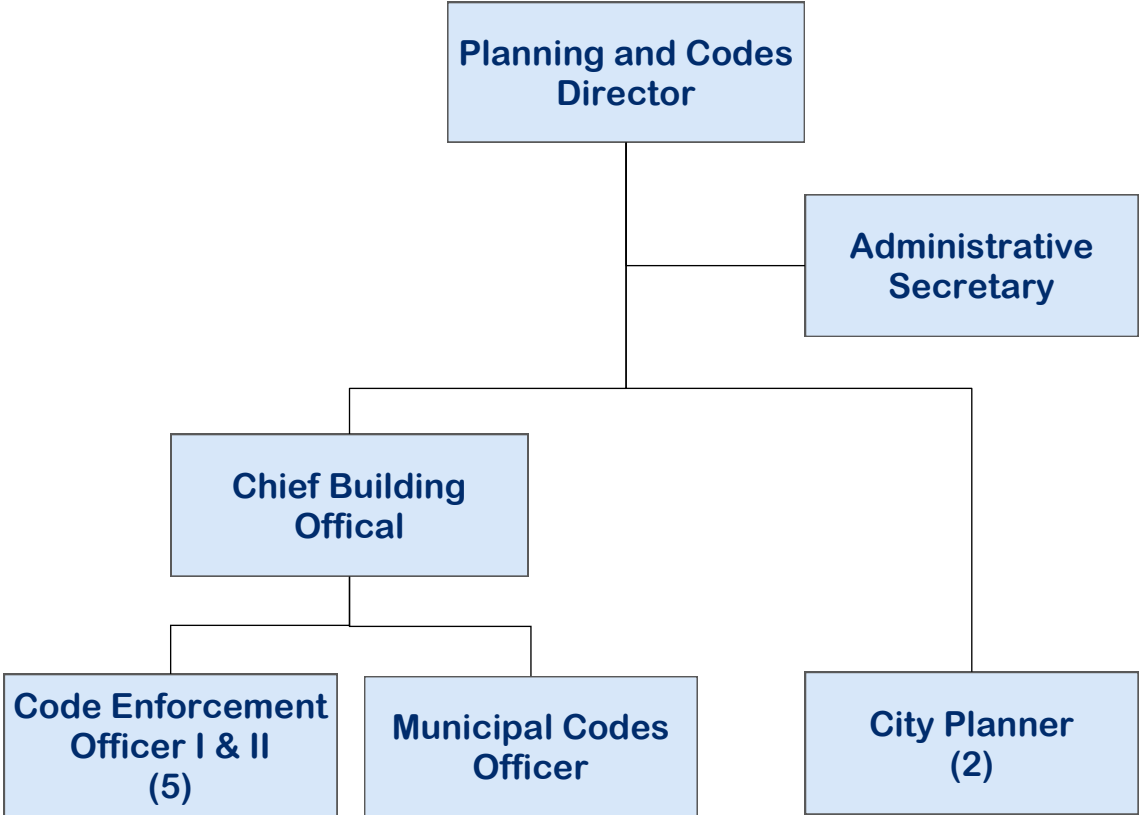 Planning and Codes
Director
Administrative
Secretary
Chief Building
Offical
Code Enforcement
Officer I & II
(5)
Municipal Codes
Officer
City Planner
(2)